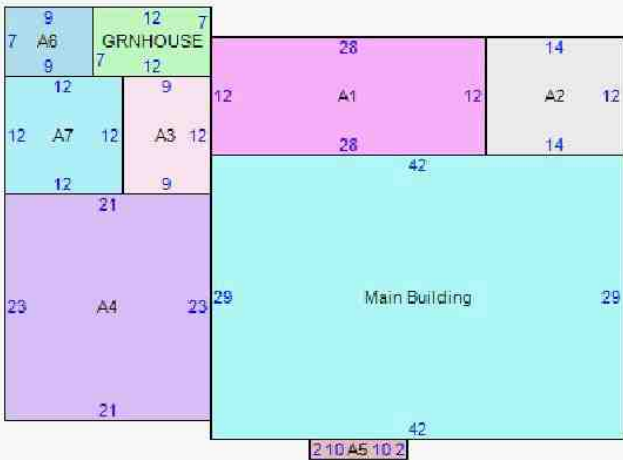 9 12 7
7 A6 GRNHOUSE
9 7 12
28 14
12 9
12 A1 12 A2 12
12 A7 12 A3 12
28 14
12 9
42
21
23 A4 23 29 Main Building 29
21
42
2 10 A5 10 2